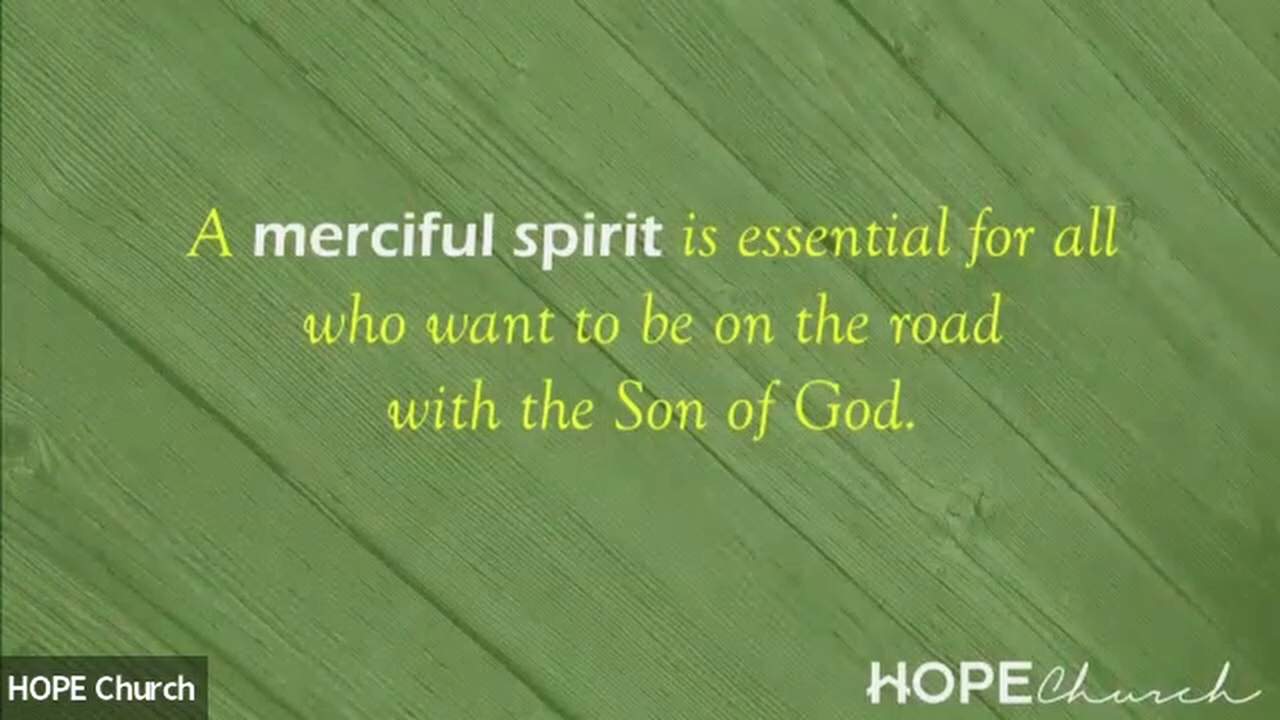 A merciful spirit is essential for all
who want to be on the road
with the Son of God.
HOPE Church
HOPE Church